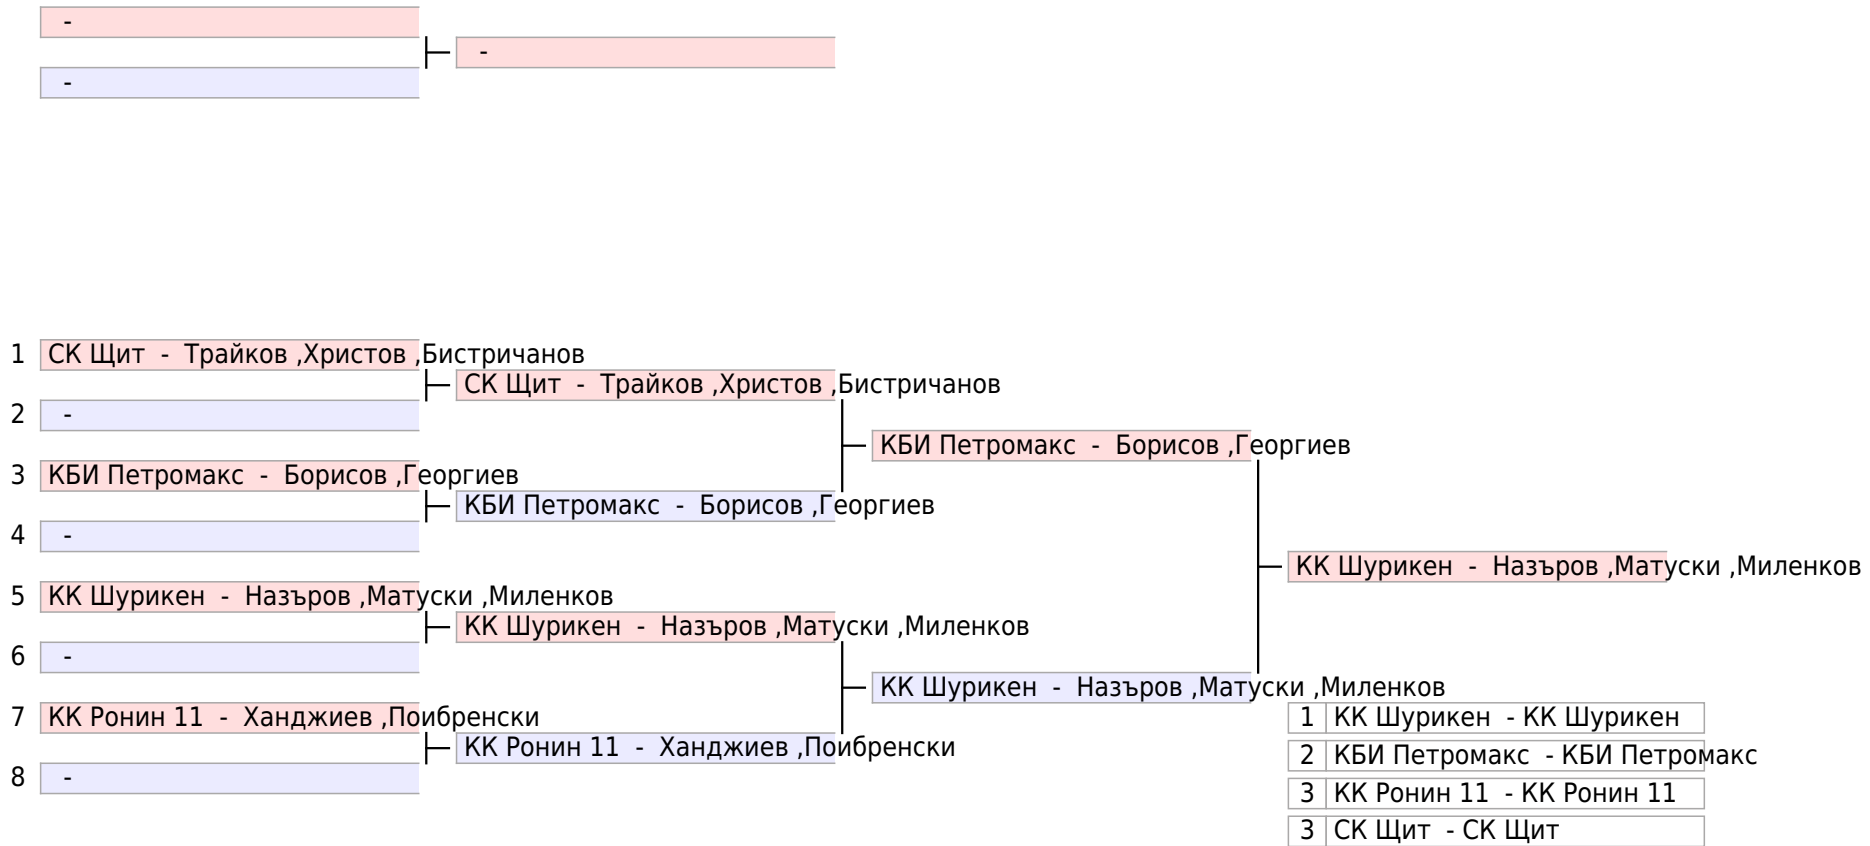 -
-
-
1 СК Щит - Трайков ,Христов ,Бистричанов
СК Щит - Трайков ,Христов ,Бистричанов
2 -
КБИ Петромакс - Борисов ,Георгиев
3 КБИ Петромакс - Борисов ,Георгиев
КБИ Петромакс - Борисов ,Георгиев
4 -
КК Шурикен - Назъров ,Матуски ,Миленков
5 КК Шурикен - Назъров ,Матуски ,Миленков
КК Шурикен - Назъров ,Матуски ,Миленков
6 -
КК Шурикен - Назъров ,Матуски ,Миленков
7 КК Ронин 11 - Ханджиев ,Поибренски
КК Ронин 11 - Ханджиев ,Поибренски
8 -
1 КК Шурикен - КК Шурикен
2 КБИ Петромакс - КБИ Петромакс
3 КК Ронин 11 - КК Ронин 11
3 СК Щит - СК Щит